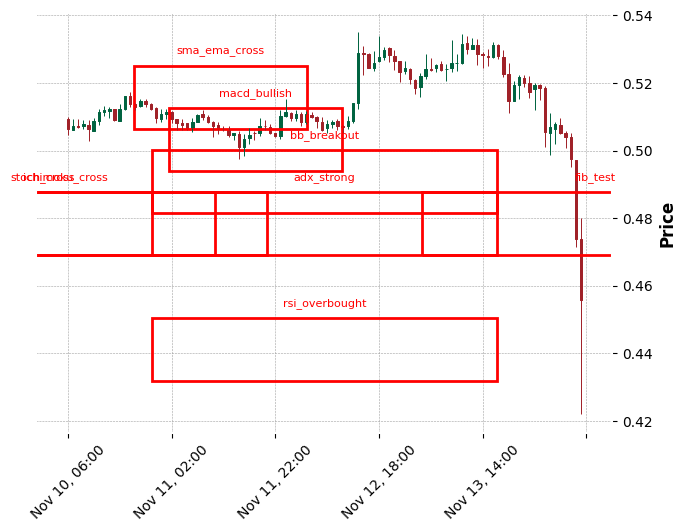 0.54
sma_ema_cross
0.52
macd_bullish
bb_breakout
0.50
ichimoku_cross
adx_strong
fib_test
0.48
Price
0.46
rsi_overbought
0.44
0.42
Nov 10, 06:00
Nov 11, 02:00
Nov 11, 22:00
Nov 12, 18:00
Nov 13, 14:00